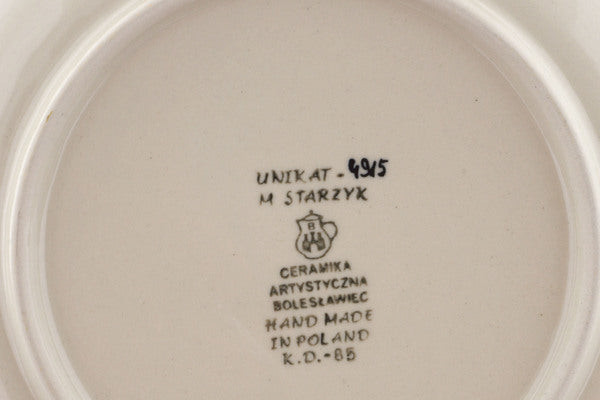 UNIKAT - 4915
M STARZYK
B
CERAMIKA
ARTYSTYCZNA
BOLESŁAWIEC
HAND MADE
IN POLAND
K.D.-85